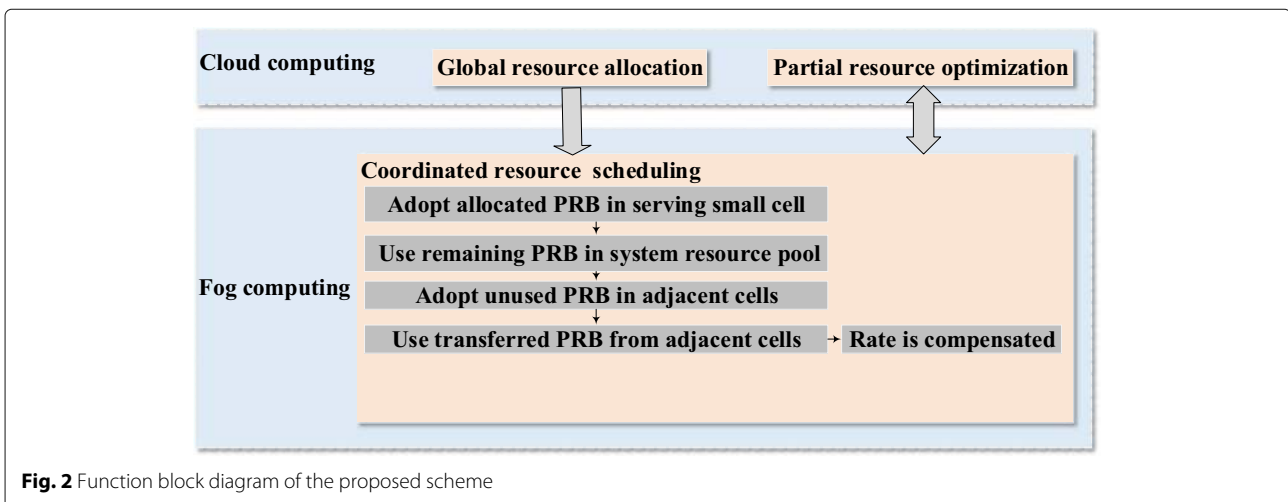 Cloud computing
Global resource allocation
Partial resource optimization
Fog computing
Coordinated resource scheduling
Adopt allocated PRB in serving small cell
Use remaining PRB in system resource pool
Adopt unused PRB in adjacent cells
Use transferred PRB from adjacent cells
Rate is compensated
Fig. 2 Function block diagram of the proposed scheme